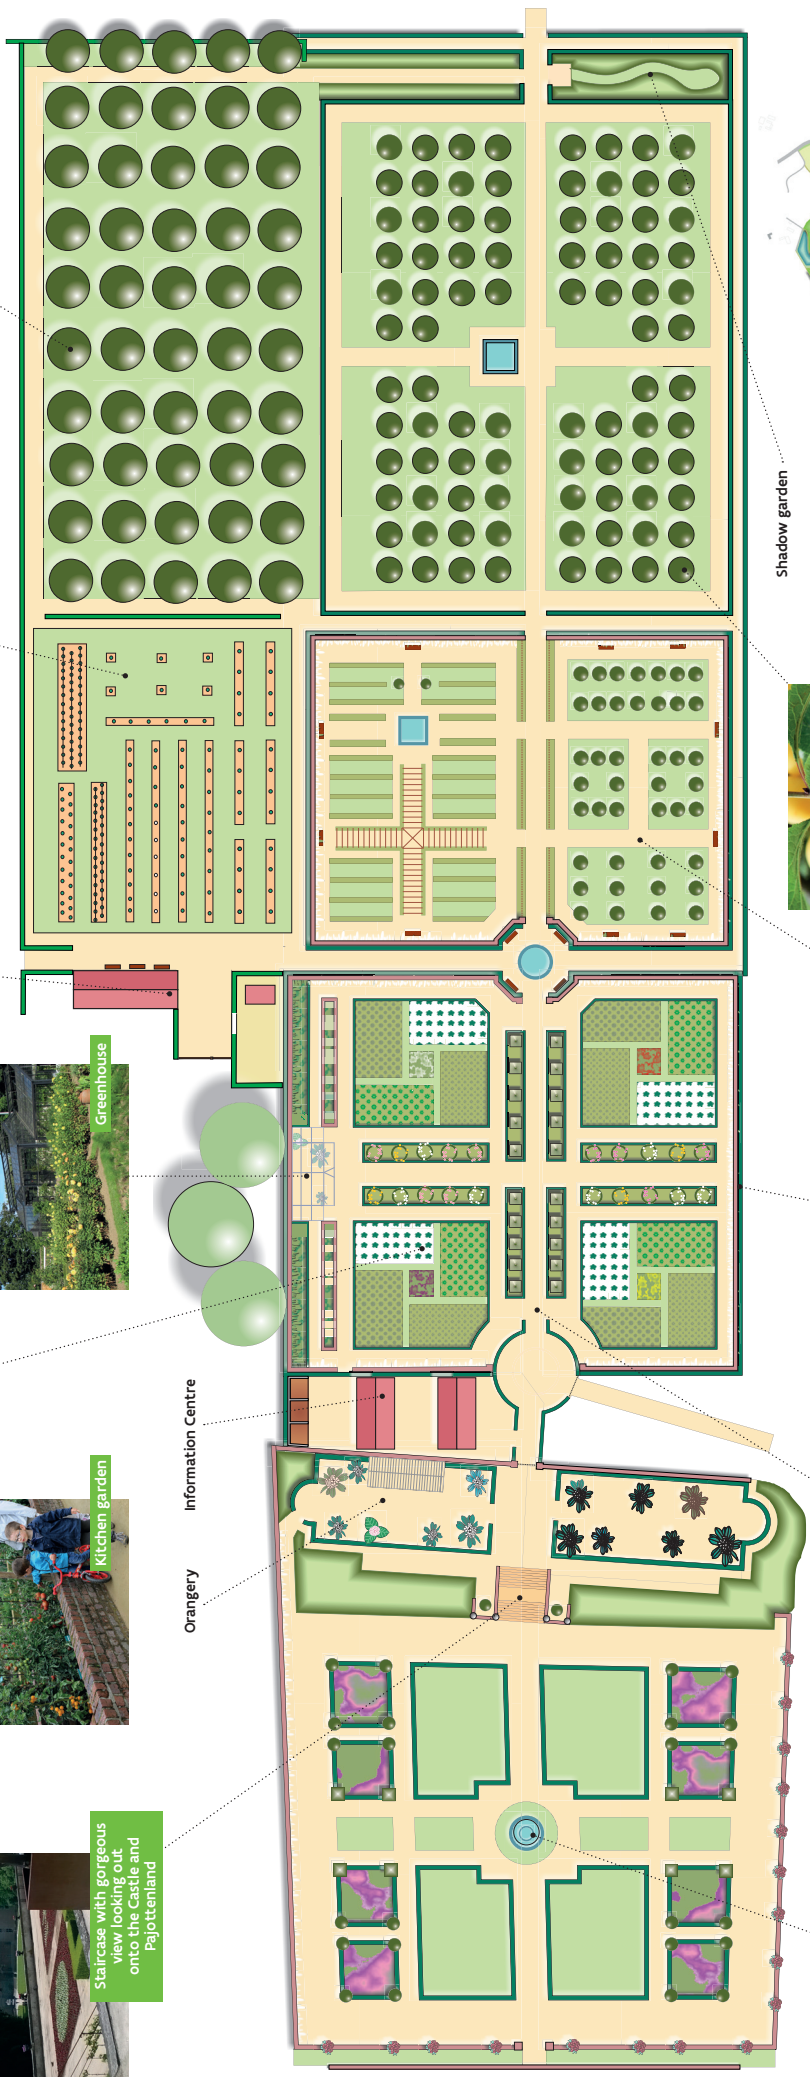 Shadow garden
Greenhouse
Information Centre
Kitchen garden
Orangery
Staircase with gorgeous
view looking out
onto the Castle and
Pajottenland